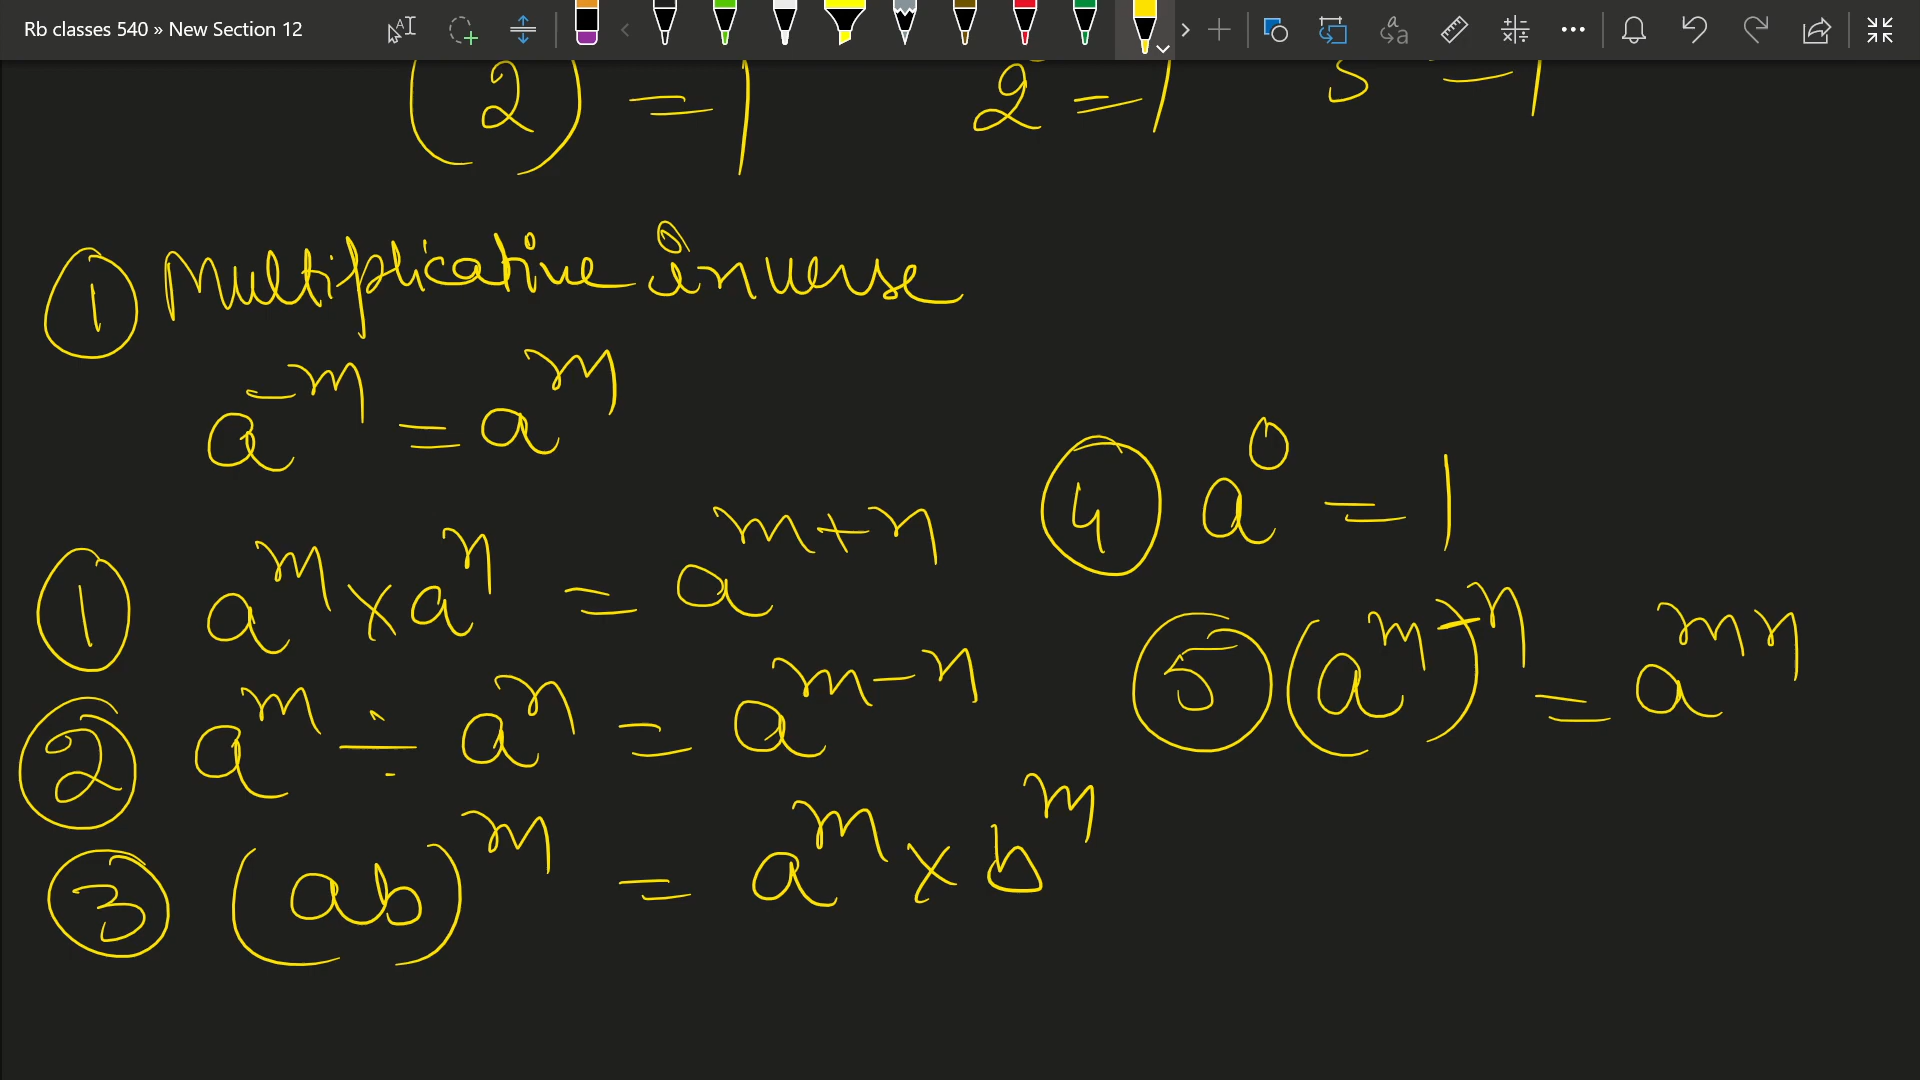 Rb classes 540 » New Section 12
(2) = 1 2 = 1 5 = 1
① Multiplicative inverse
a^-m = a^m
① a^m × a^n = a^m+n
② a^m ÷ a^n = a^m-n
③ (ab)^m = a^m × b^m
④ a^0 = 1
⑤ (a^m)^n = a^mn